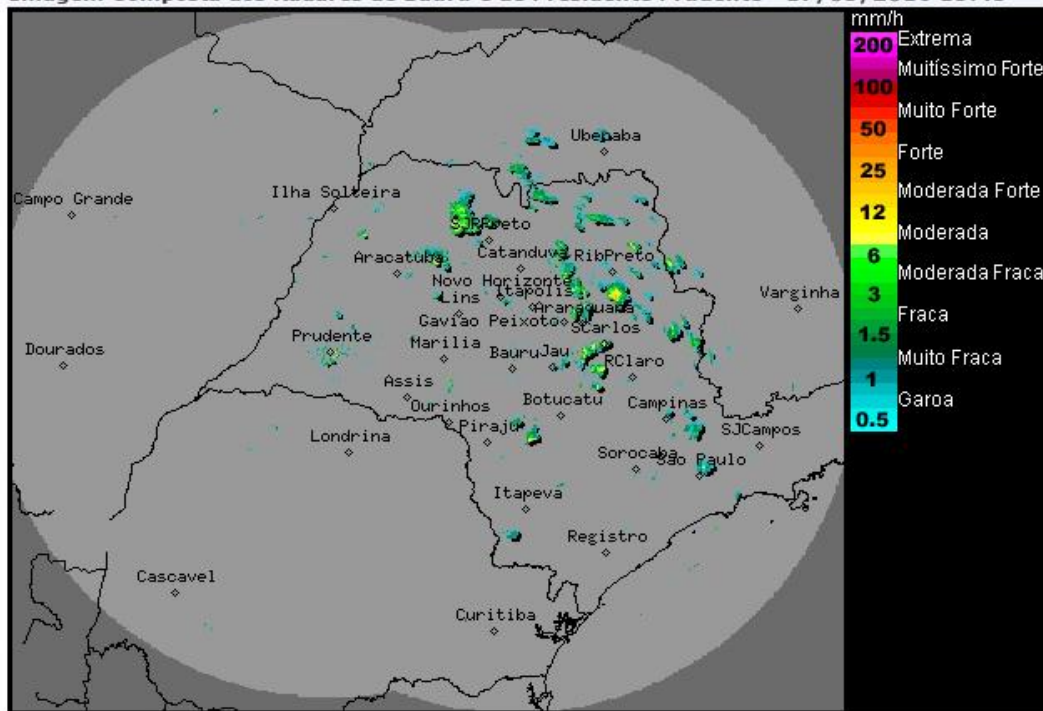 mm/h
200 Extrema
Muitíssimo Forte
100
Muito Forte
50
Forte
25
Moderada Forte
12
Moderada
6
Moderada Fraca
3
Fraca
1.5
Muito Fraca
1
Garoa
0.5
Ubepaba
Ilha Solteira
Campo Grande
SJRPreto
Catanduva
RibPreto
Aracatuba
Novo Horizonte
Itapolis
Lins
Araraquara
Varginha
Gaviao Peixoto
SCarlos
Prudente
Marilia
Bauru
Jau
RClaro
Dourados
Assis
Ourinhos
Botucatu
Campinas
Londrina
Piraju
SJCampos
Sorocaba
Sao Paulo
Itapeva
Registro
Cascavel
Curitiba